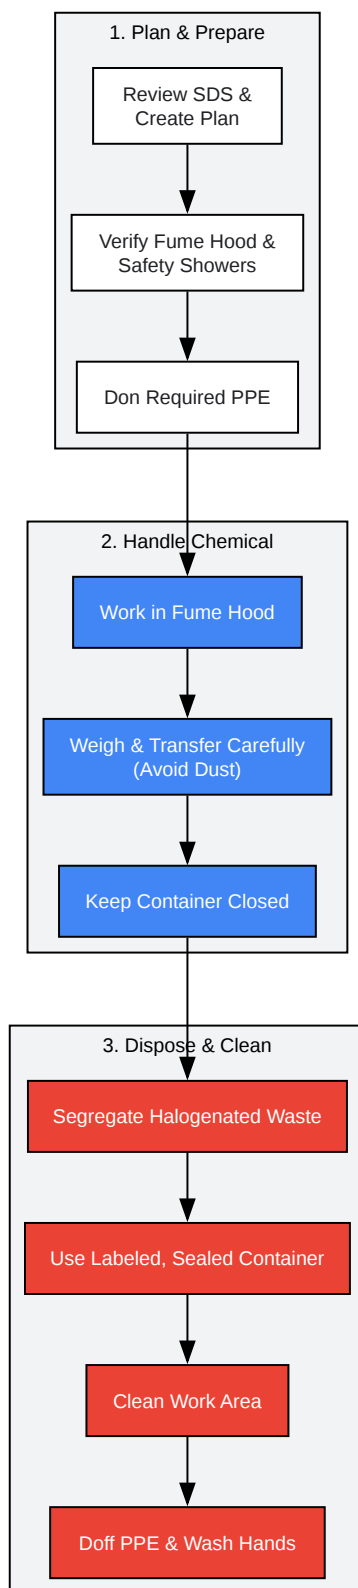 1. Plan & Prepare
Review SDS &
Create Plan
Verify Fume Hood &
Safety Showers
Don Required PPE
2. Handle Chemical
Work in Fume Hood
Weigh & Transfer Carefully
(Avoid Dust)
Keep Container Closed
3. Dispose & Clean
Segregate Halogenated Waste
Use Labeled, Sealed Container
Clean Work Area
Doff PPE & Wash Hands